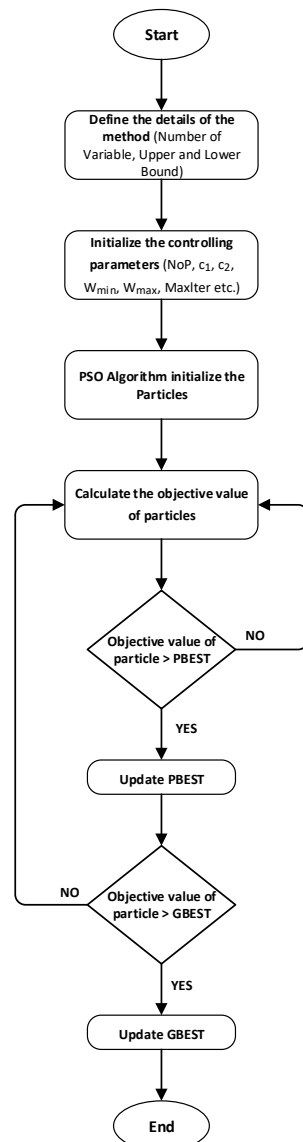 Start
Define the details of the
method (Number of
Variable, Upper and Lower
Bound)
Initialize the controlling
parameters (NoP, c₁, c₂,
Wₘᵢₙ, Wₘₐₓ, MaxIter etc.)
PSO Algorithm initialize the
Particles
Calculate the objective value
of particles
Objective value of
particle > PBEST
NO
YES
Update PBEST
NO
Objective value of
particle > GBEST
YES
Update GBEST
End